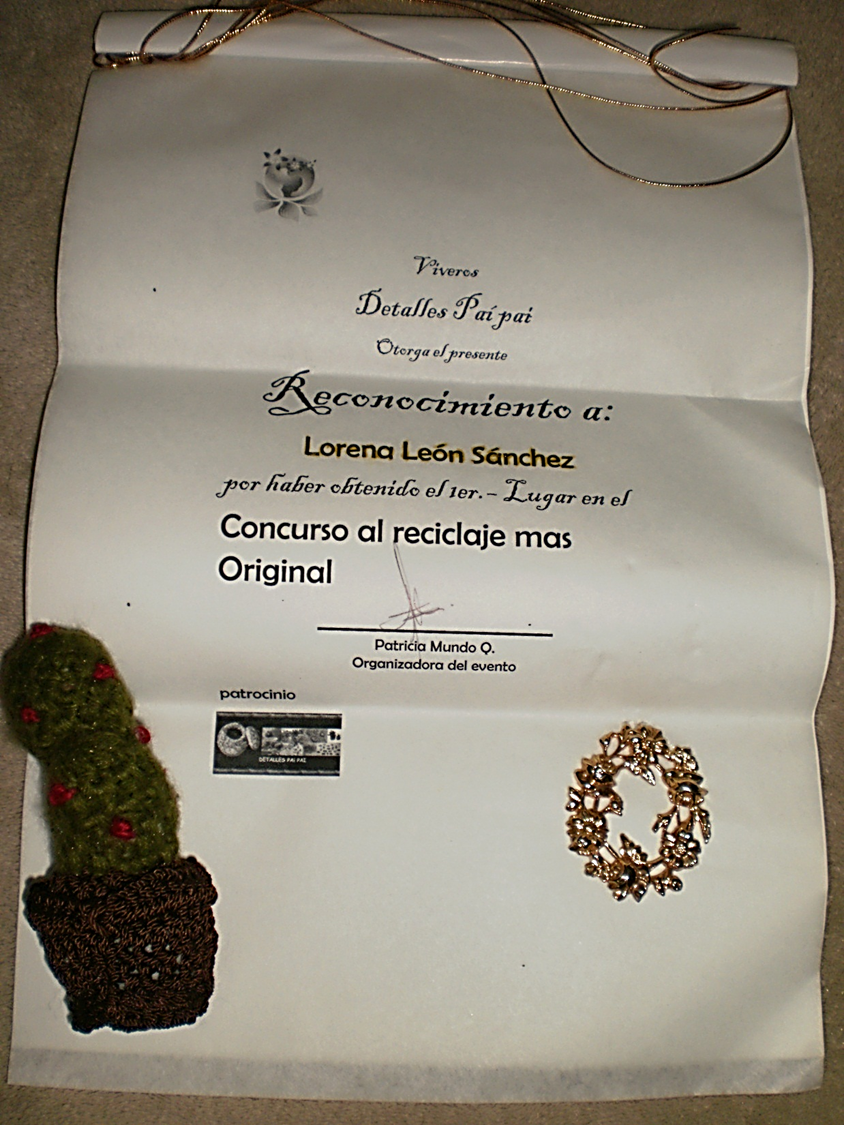 Viveros
Detalles Paí pai
Otorga el presente
Reconocimiento a:
Lorena León Sánchez
por haber obtenido el 1er.- Lugar en el
Concurso al reciclaje mas
Original
Patricia Mundo Q.
Organizadora del evento
patrocinio
DETALLES PAI PAI